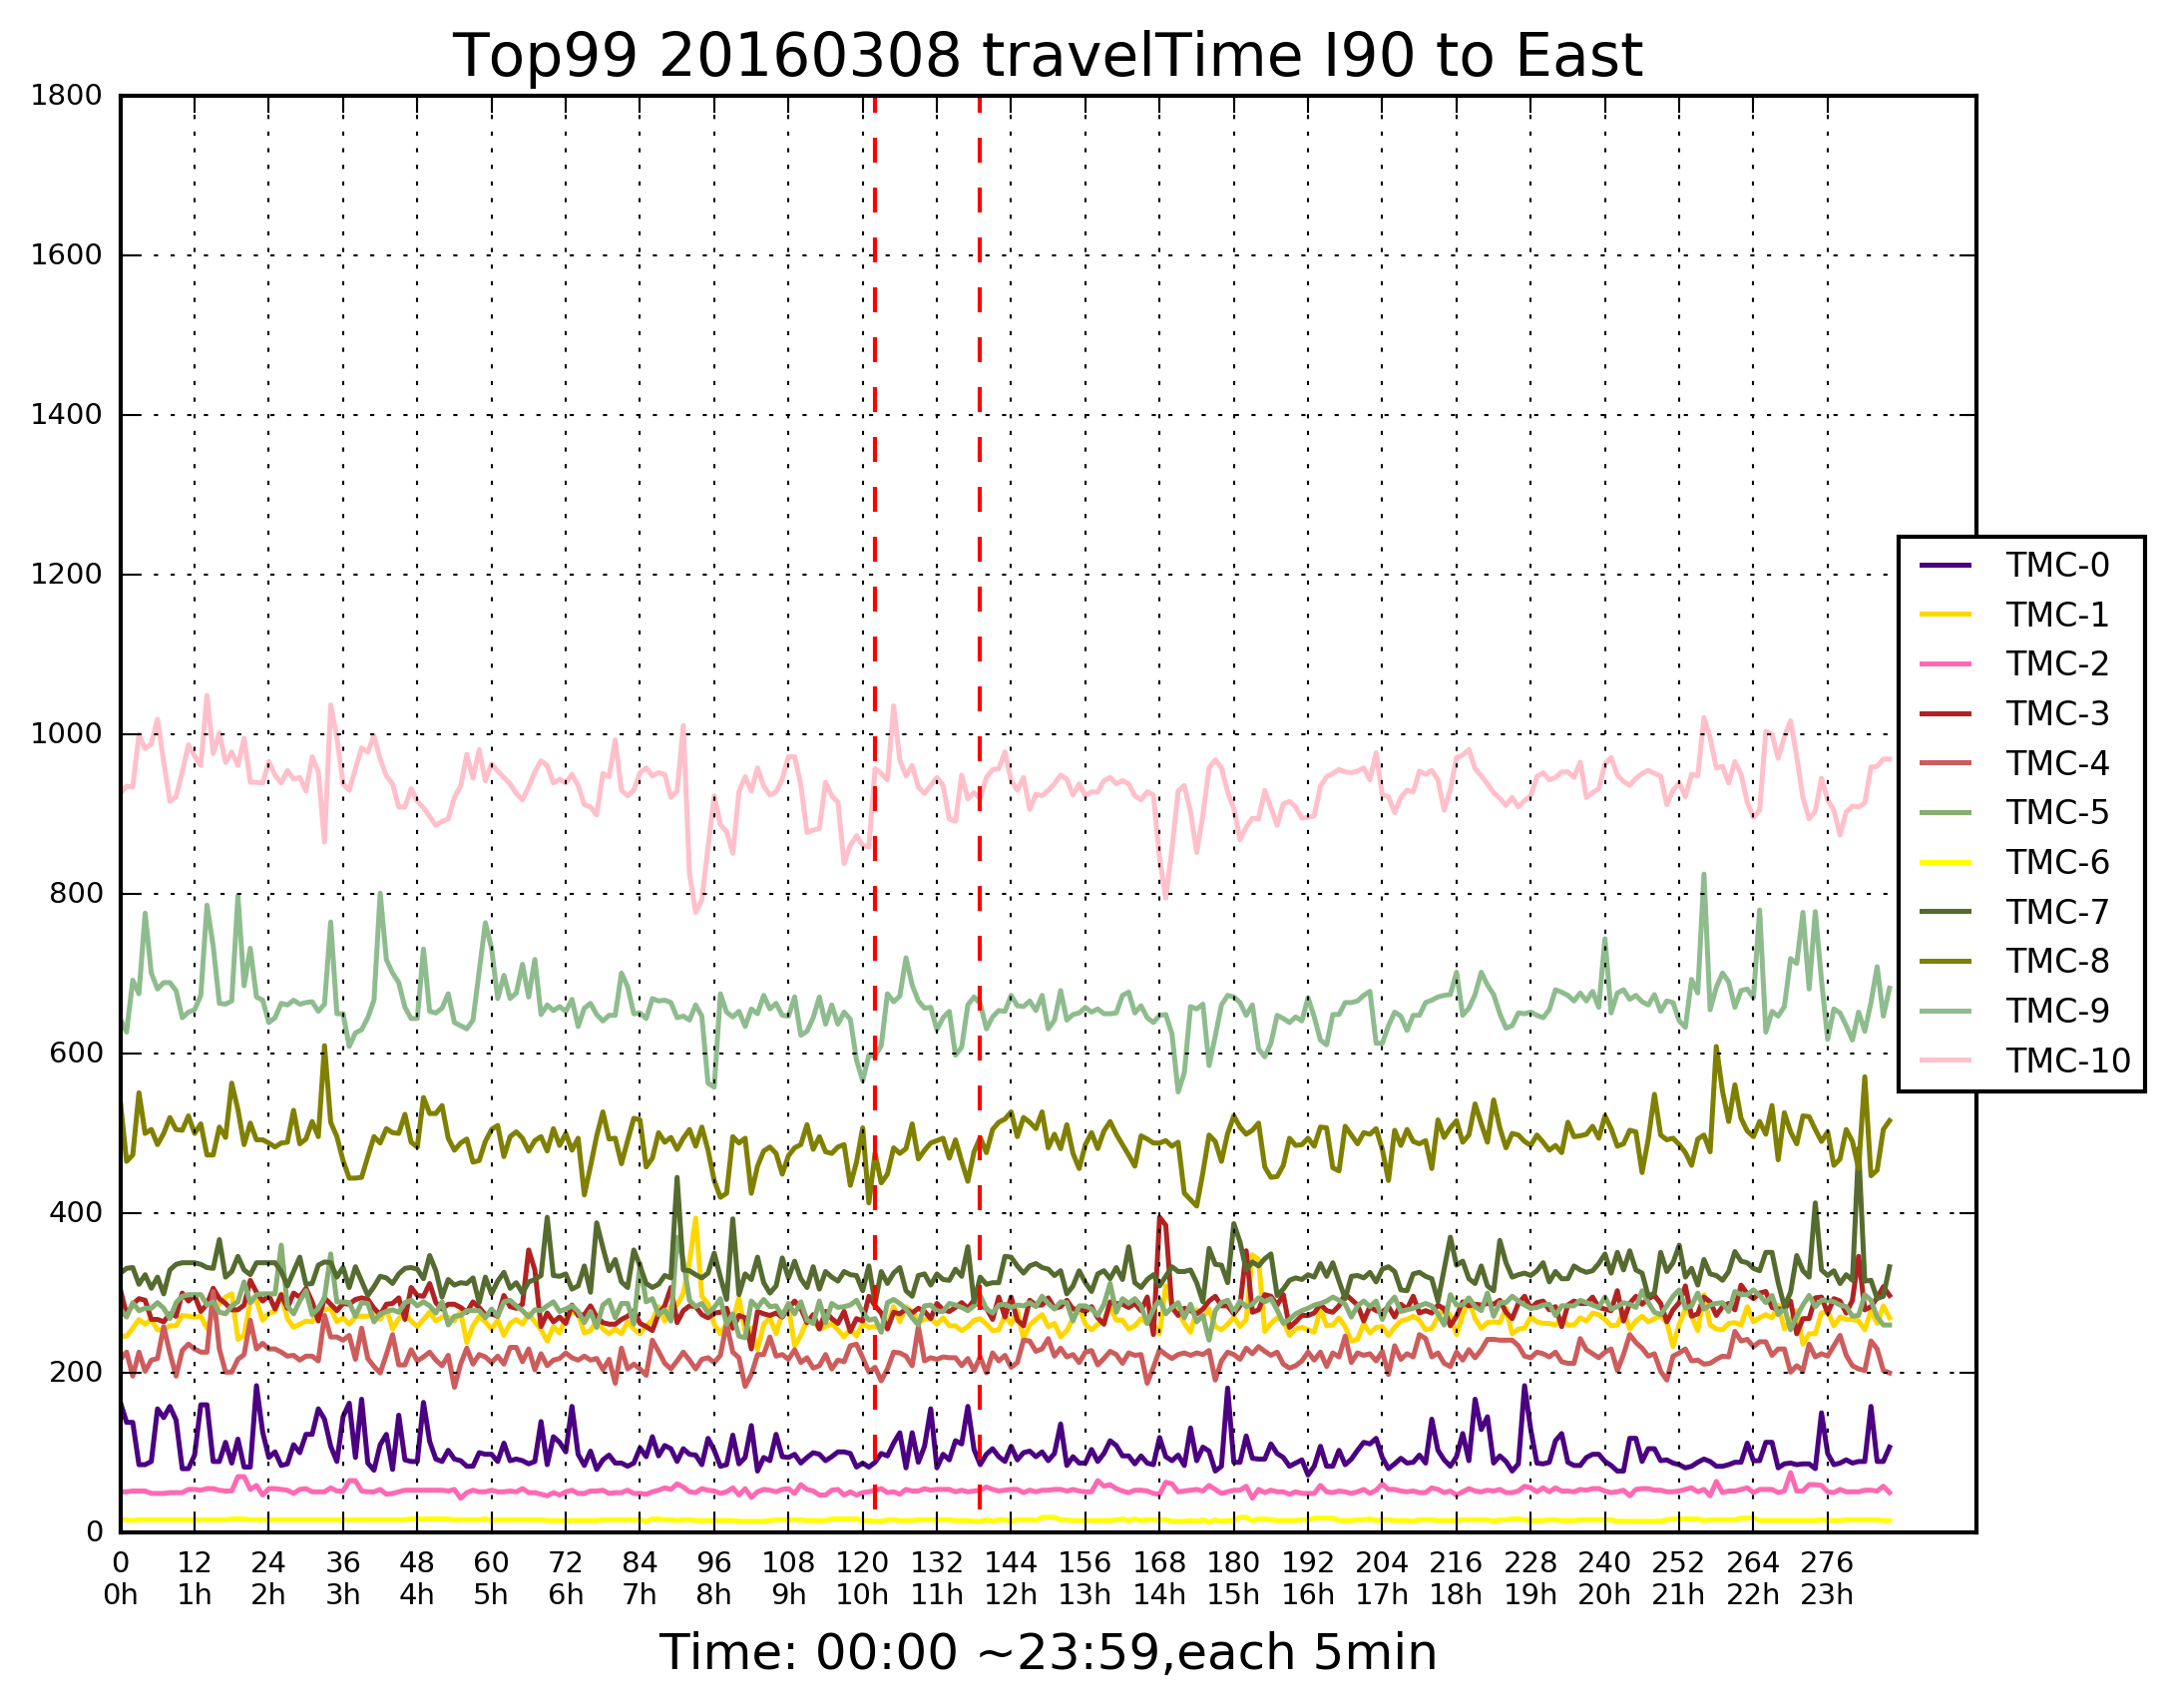 Top99 20160308 travelTime I90 to East
1800
1600
1400
1200
1000
800
600
400
200
0
TMC-0
TMC-1
TMC-2
TMC-3
TMC-4
TMC-5
TMC-6
TMC-7
TMC-8
TMC-9
TMC-10
0 12 24 36 48 60 72 84 96 108 120 132 144 156 168 180 192 204 216 228 240 252 264 276
0h 1h 2h 3h 4h 5h 6h 7h 8h 9h 10h 11h 12h 13h 14h 15h 16h 17h 18h 19h 20h 21h 22h 23h
Time: 00:00 ~23:59,each 5min